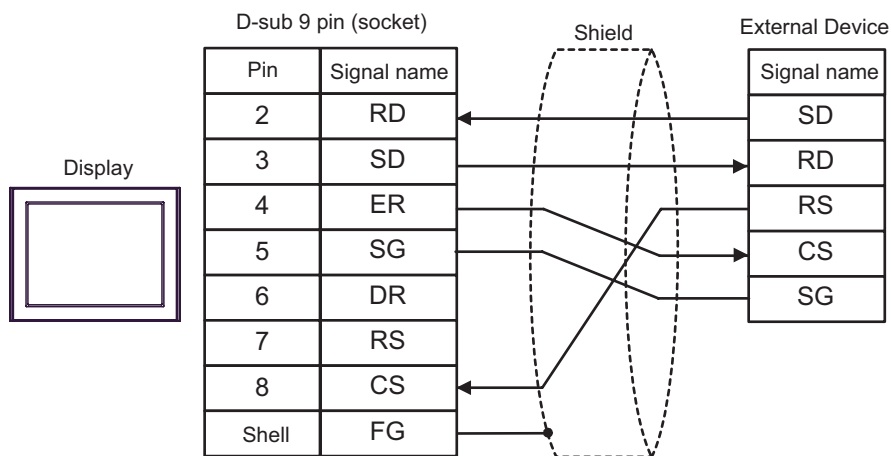 D-sub 9 pin (socket)
Shield
External Device
Display
Pin Signal name
2 RD
3 SD
4 ER
5 SG
6 DR
7 RS
8 CS
Shell FG
Signal name
SD
RD
RS
CS
SG